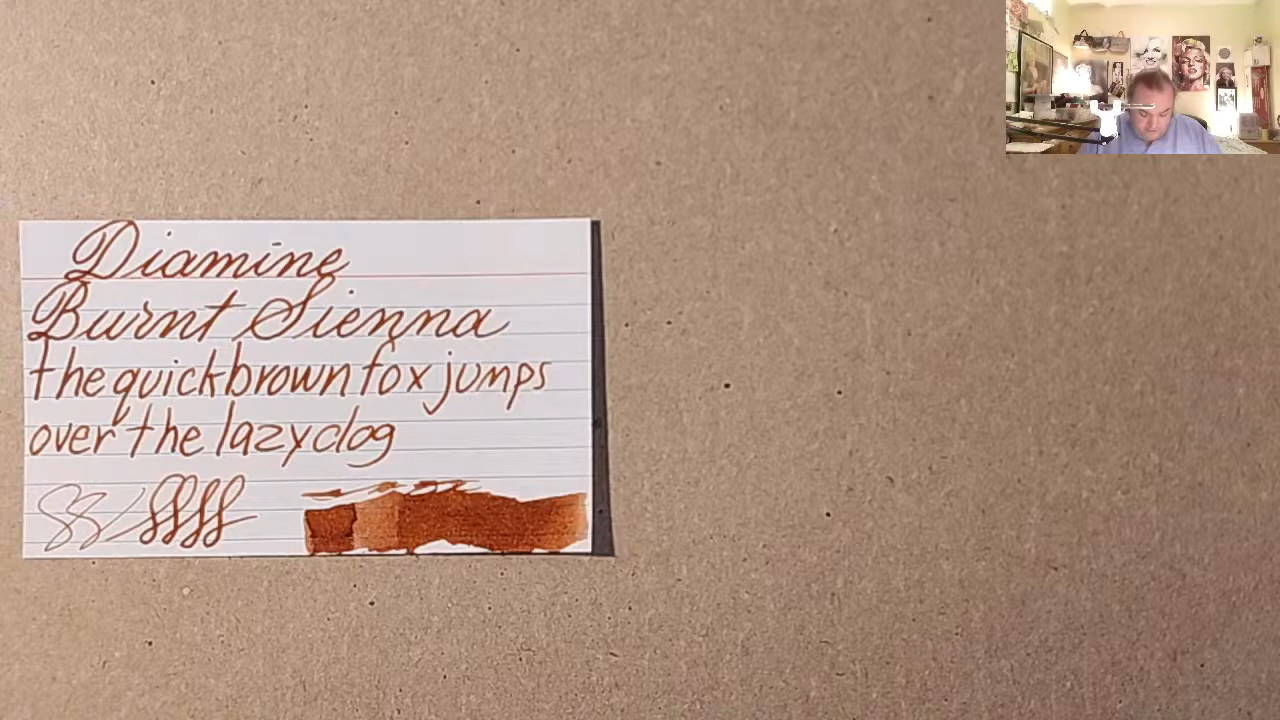 Diamine
Burnt Sienna
the quick brown fox jumps
over the lazy dog